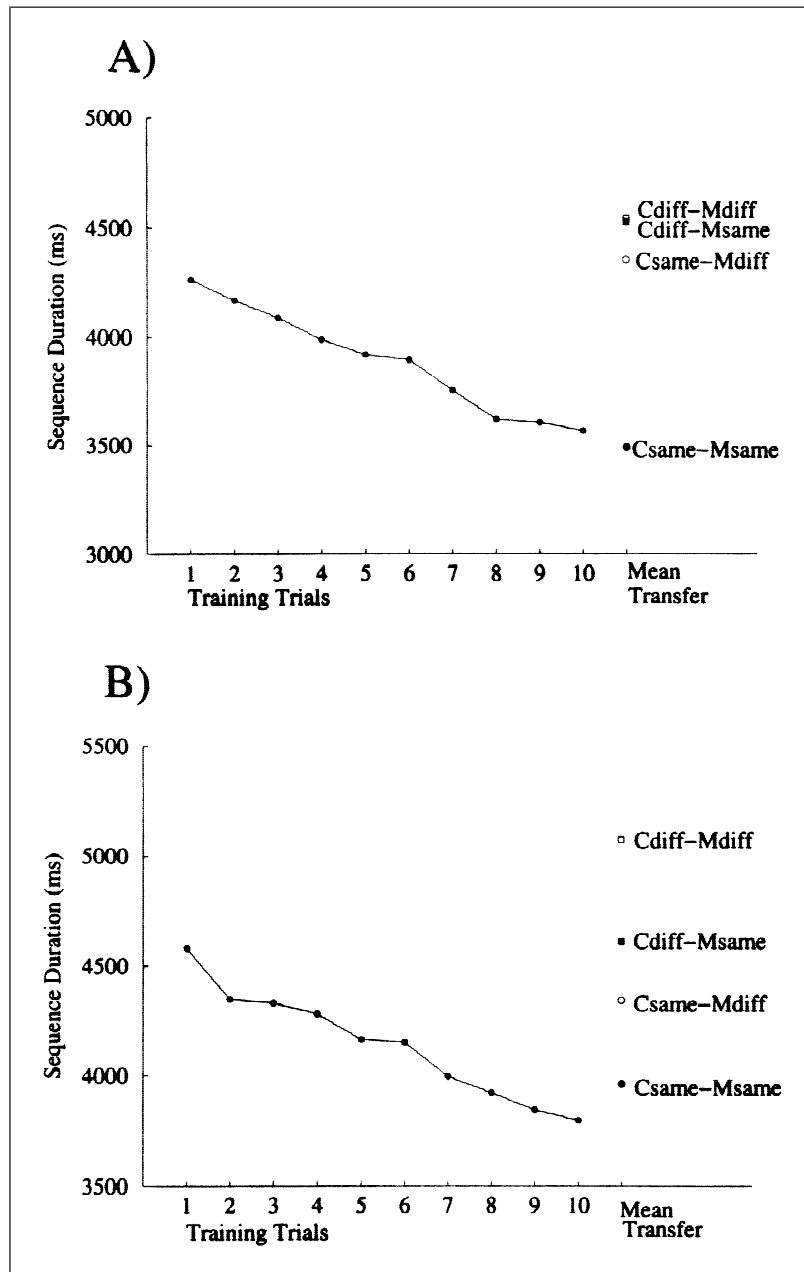 A)
5000
4500
4000
3500
3000
Sequence Duration (ms)
Cdiff-Mdiff
Cdiff-Msame
Csame-Mdiff
Csame-Msame
1 2 3 4 5 6 7 8 9 10 Mean
Training Trials Transfer
B)
5500
5000
4500
4000
3500
Sequence Duration (ms)
Cdiff-Mdiff
Cdiff-Msame
Csame-Mdiff
Csame-Msame
1 2 3 4 5 6 7 8 9 10 Mean
Training Trials Transfer